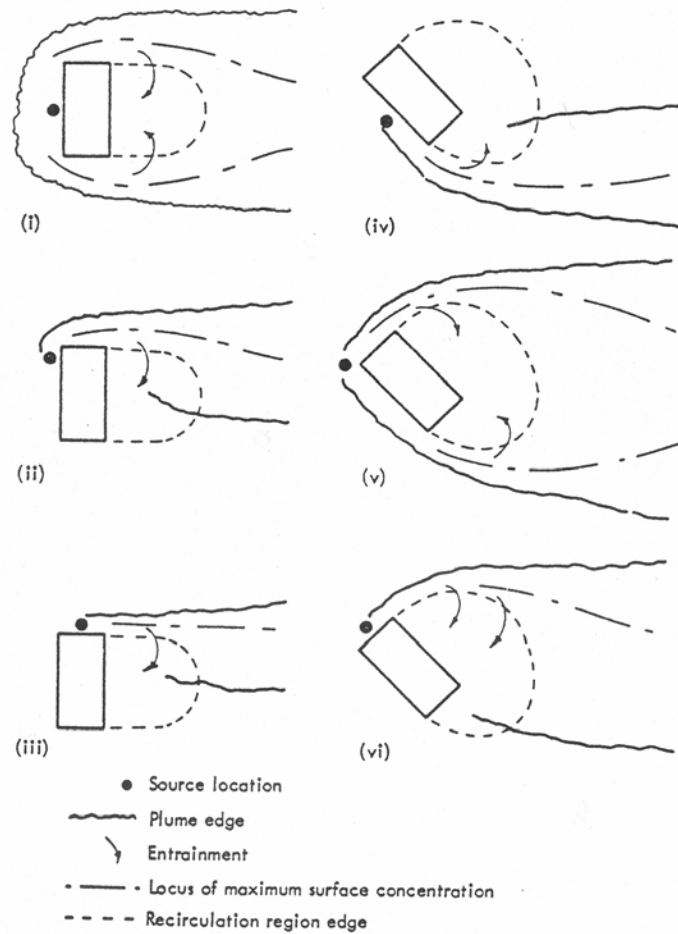 (i)
(iv)
(ii)
(v)
(iii)
(vi)
Source location
Plume edge
Entrainment
Locus of maximum surface concentration
Recirculation region edge